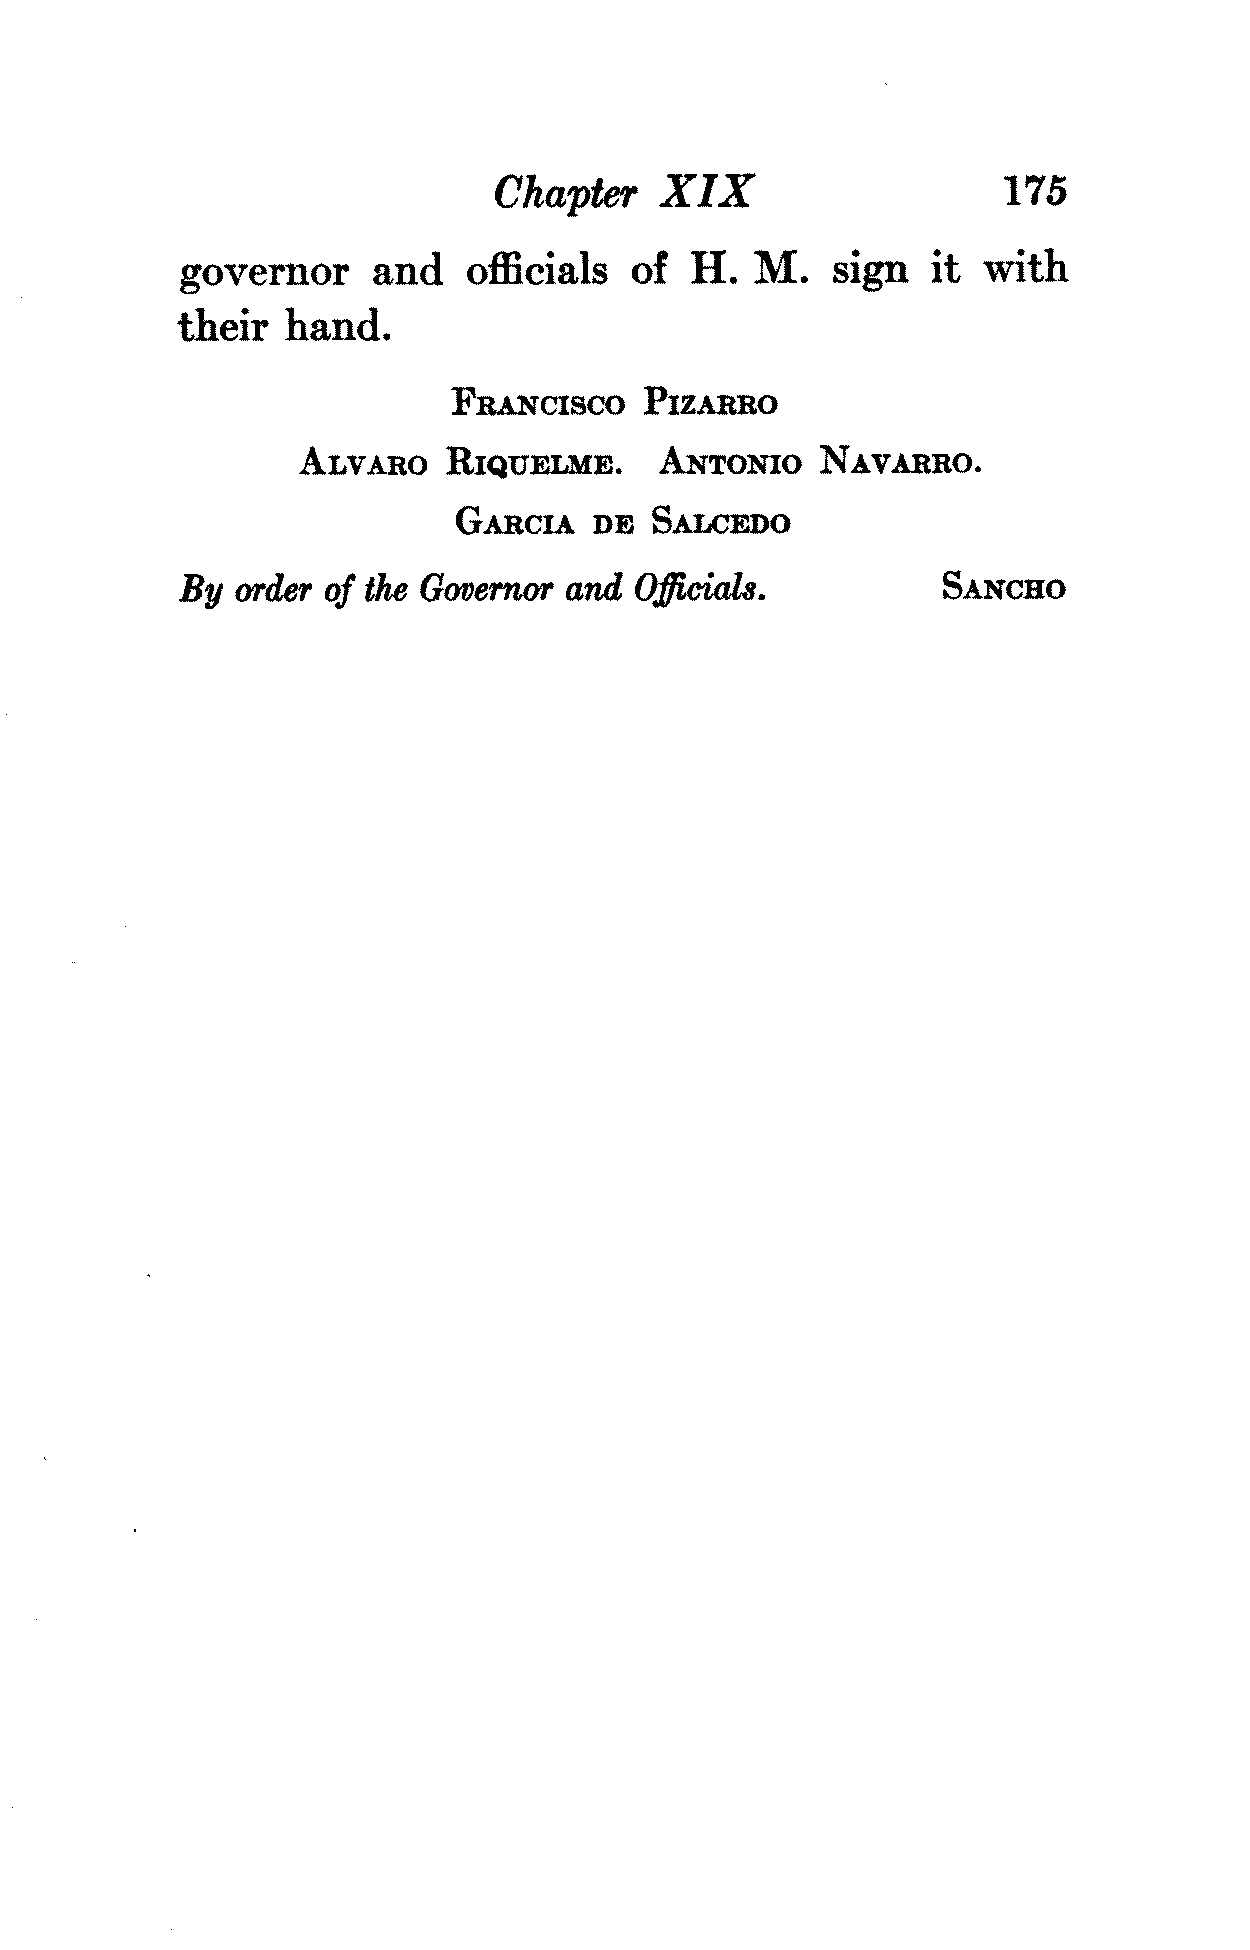 Chapter XIX 175
governor and officials of H. M. sign it with
their hand.
FRANCISCO PIZARRO
ALVARO RIQUELME. ANTONIO NAVARRO.
GARCIA DE SALCEDO
By order of the Governor and Officials. SANCHO